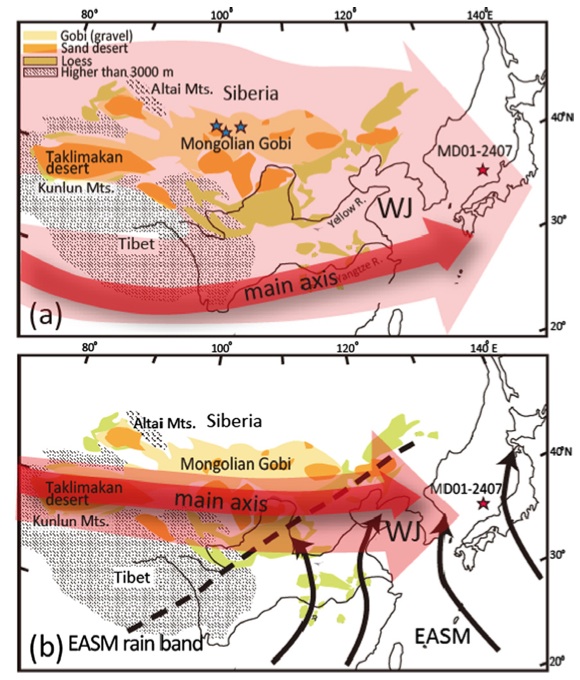 80° 100° 120° 140°E
Gobi (gravel)
Sand desert
Loess
Higher than 3000 m
Altai Mts.
Siberia
40°N
Mongolian Gobi
MD01-2407
Taklimakan
desert
Kunlun Mts.
Yellow R.
WJ
30°
Tibet
main axis
R.
(a)
20°
80° 100° 120° 140 E
Altai Mts.
Siberia
40°N
Mongolian Gobi
Taklimakan
desert
main axis
MD01-2407
Kunlun Mts.
WJ
30°
Tibet
(b)
EASM rain band
EASM
20°